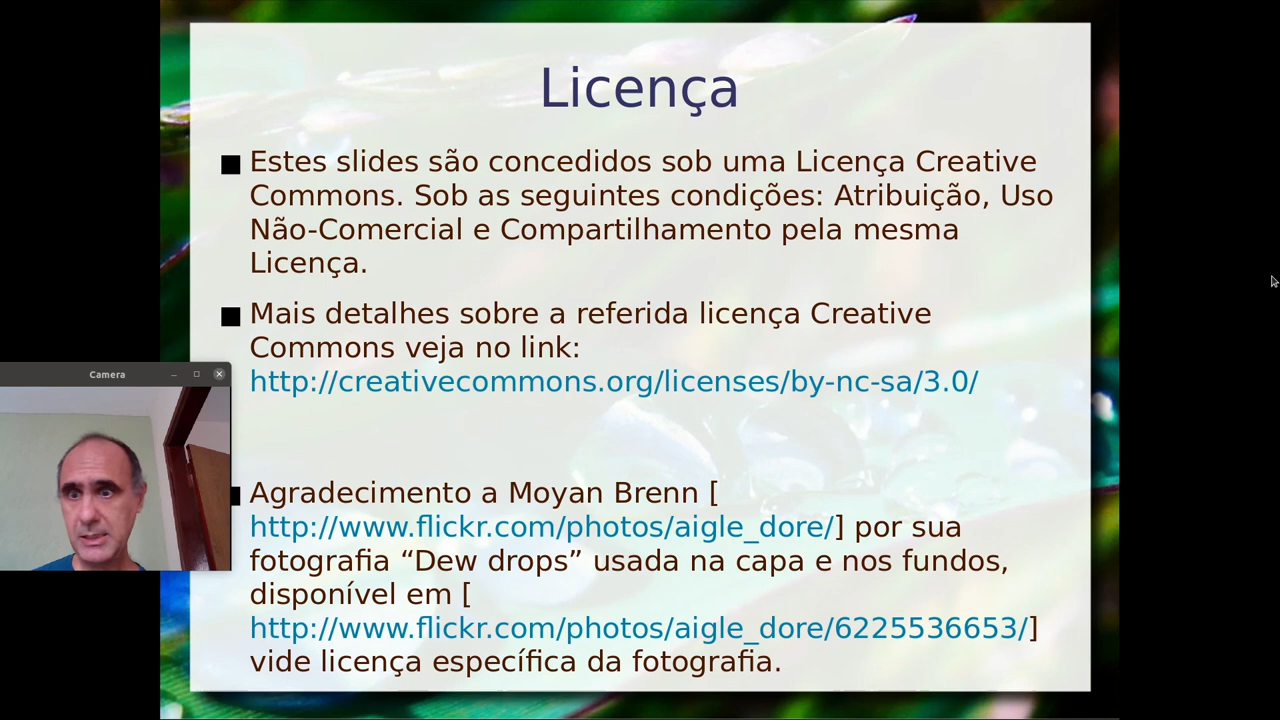 Licença
Estes slides são concedidos sob uma Licença Creative
Commons. Sob as seguintes condições: Atribuição, Uso
Não-Comercial e Compartilhamento pela mesma
Licença.
Mais detalhes sobre a referida licença Creative
Commons veja no link:
http://creativecommons.org/licenses/by-nc-sa/3.0/
Camera
Agradecimento a Moyan Brenn [
http://www.flickr.com/photos/aigle_dore/] por sua
fotografia “Dew drops” usada na capa e nos fundos,
disponível em [
http://www.flickr.com/photos/aigle_dore/6225536653/]
vide licença específica da fotografia.